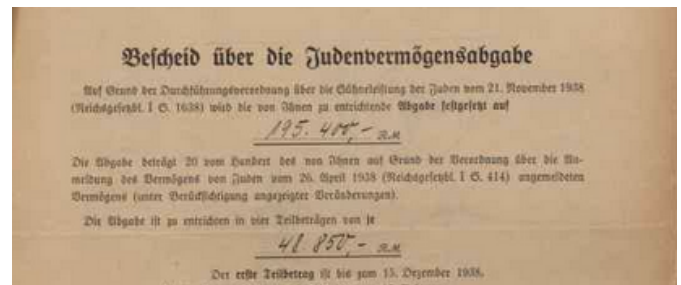 Bescheid über die Judenvermögensabgabe
Auf Grund der Durchführungsverordnung über die Sühneleistung der Juden vom 21. November 1938
(Reichsgesetzbl. I S. 1638) wird die von Ihnen zu entrichtende Abgabe festgesetzt auf
195.400,- RM
Die Abgabe beträgt 20 vom Hundert des von Ihnen auf Grund der Verordnung über die An-
meldung des Vermögens von Juden vom 26. April 1938 (Reichsgesetzbl. I S. 414) angemeldeten
Vermögens (unter Berücksichtigung angezeigter Veränderungen).
Die Abgabe ist zu entrichten in vier Teilbeträgen von je
48.850,- RM
Der erste Teilbetrag ist bis zum 15. Dezember 1938,